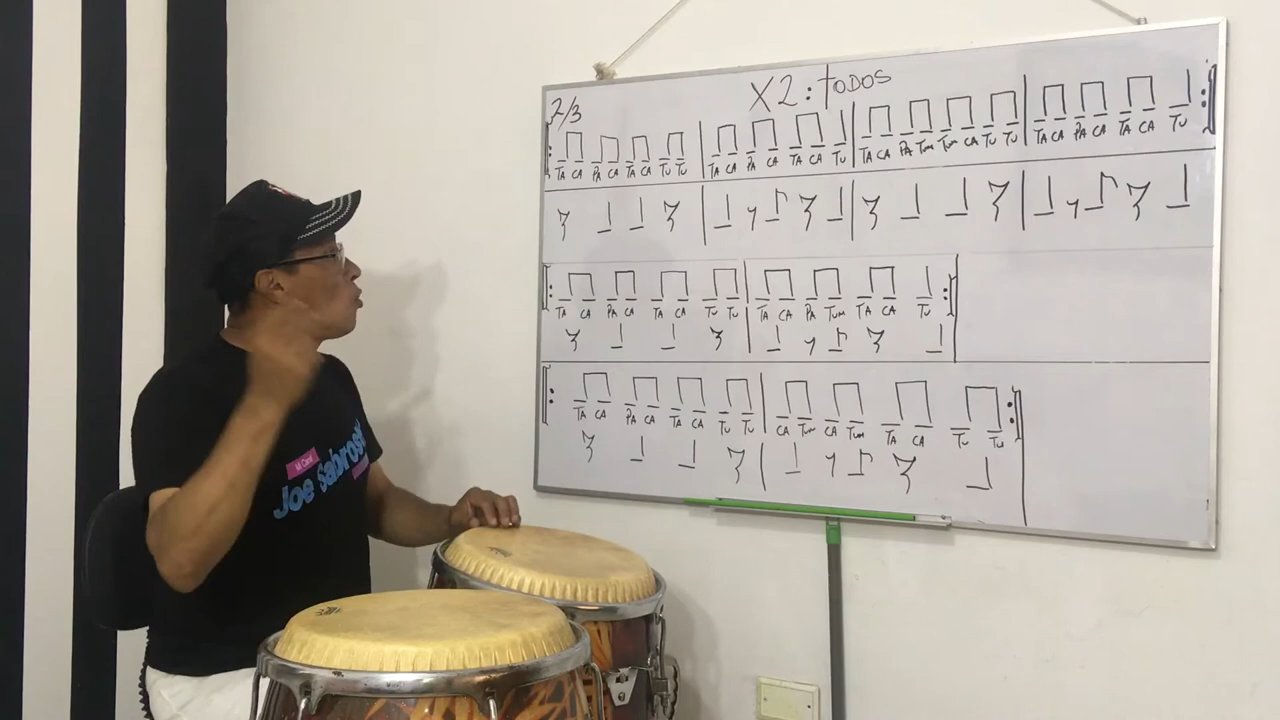 X2: TODOS
2/3
TA CA PA CA TA CA TU TU TA CA PA CA TA CA TU TA CA PA TUM TUM CA TU TU TA CA PA CA TA CA TU
TA CA PA CA TA CA TU TU TA CA PA TUM TA CA TU
TA CA PA CA TA CA TU TU CA TUM CA TUM TA CA TU TU
Mi Canal
Joe Sabroso